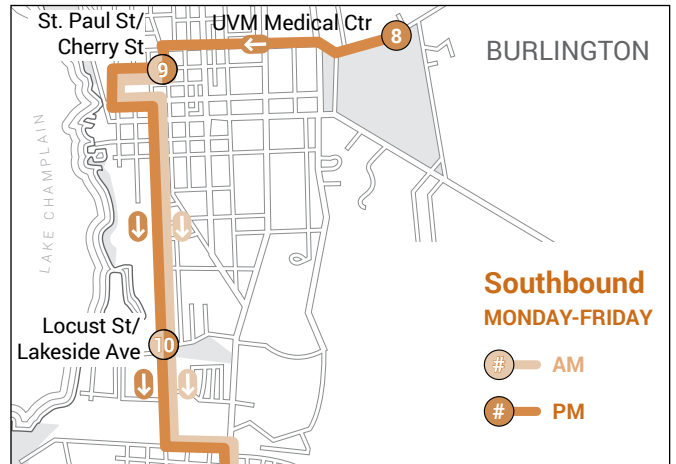 St. Paul St/
Cherry St
UVM Medical Ctr
8
9
BURLINGTON
LAKE CHAMPLAIN
Locust St/
Lakeside Ave
10
Southbound
MONDAY-FRIDAY
# AM
# PM